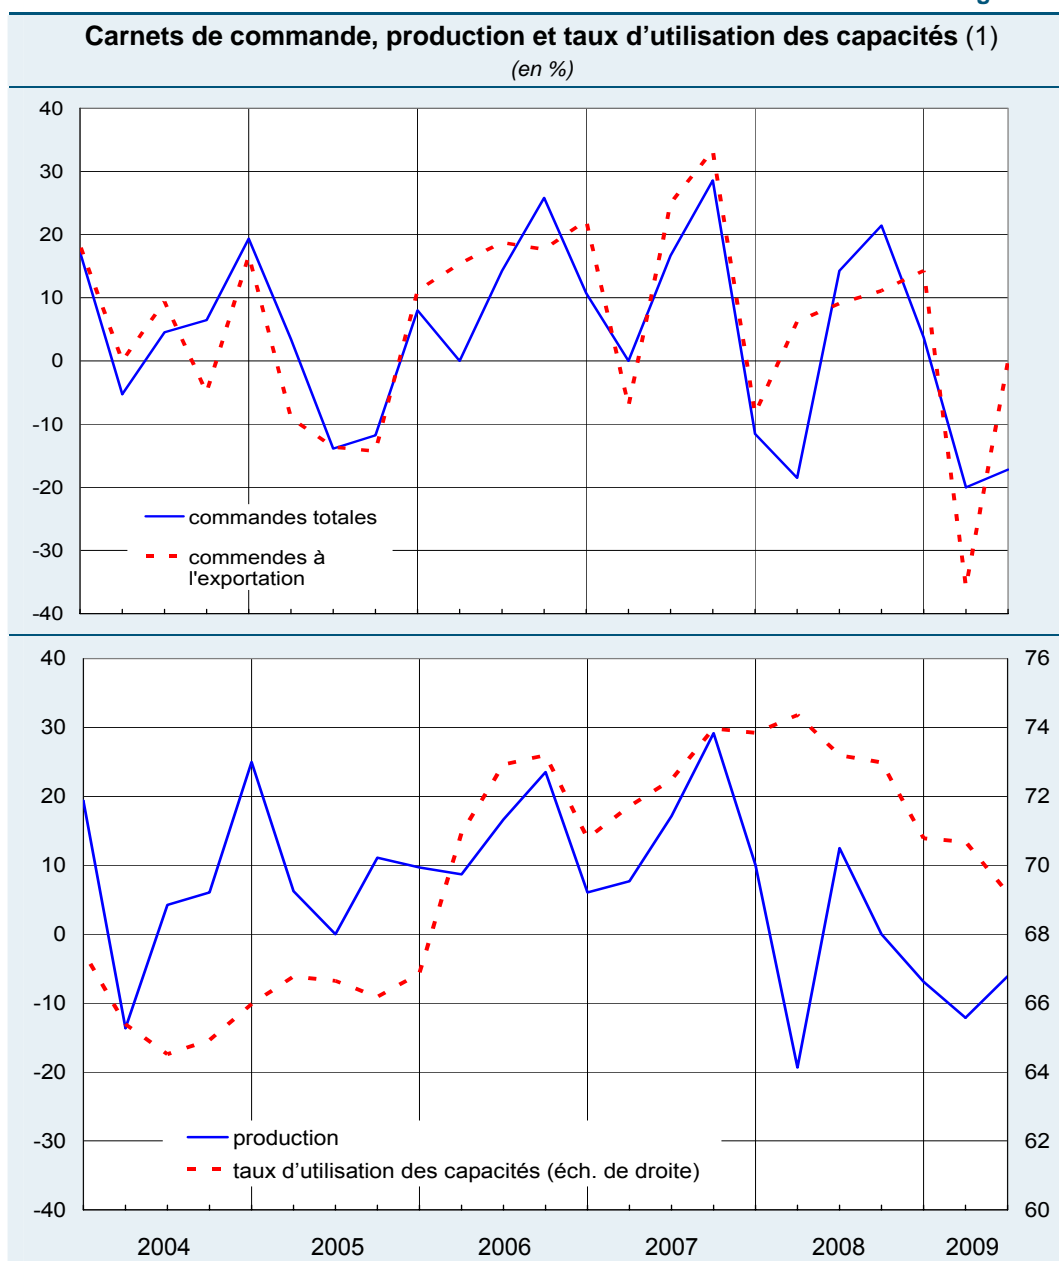 Carnets de commande, production et taux d'utilisation des capacités (1)
(en %)
40
30
20
10
0
-10
-20
-30
-40
commandes totales
commendes à
l'exportation
40 76
30 74
20 72
10 70
0 68
-10 66
-20 64
-30 62
-40 60
production
taux d'utilisation des capacités (éch. de droite)
2004 2005 2006 2007 2008 2009